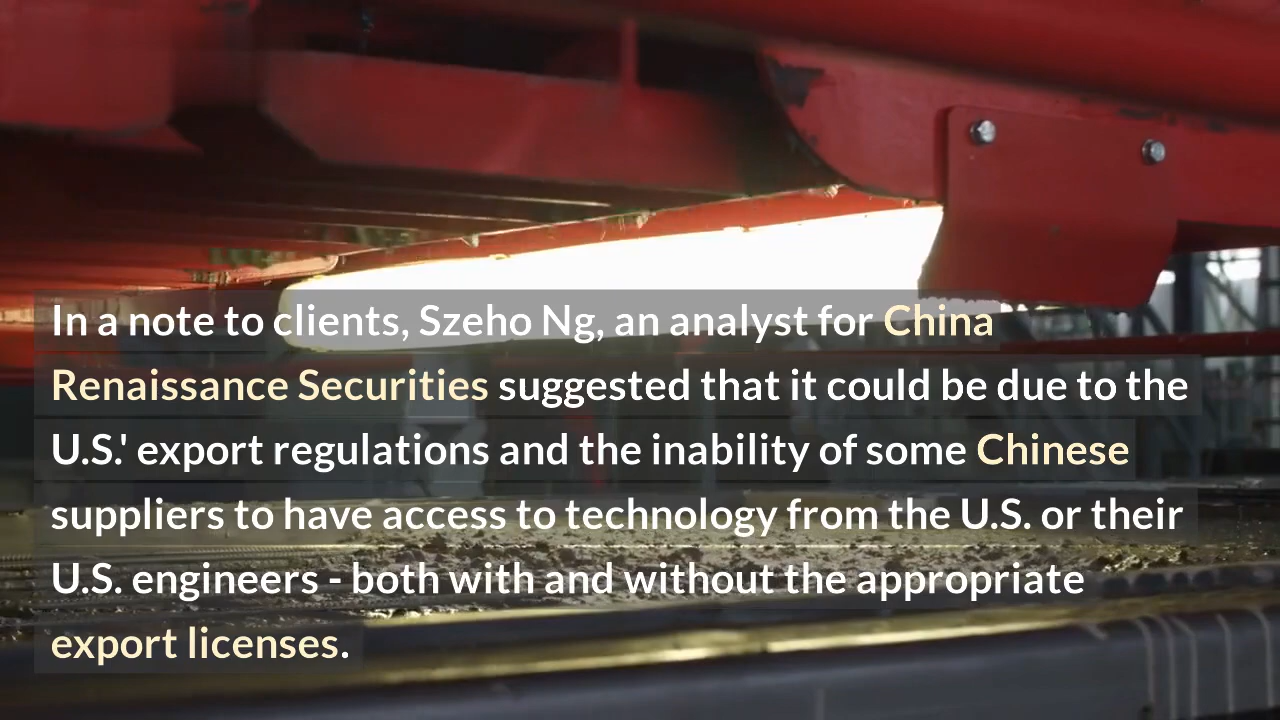 In a note to clients, Szeho Ng, an analyst for China
Renaissance Securities suggested that it could be due to the
U.S.' export regulations and the inability of some Chinese
suppliers to have access to technology from the U.S. or their
U.S. engineers - both with and without the appropriate
export licenses.